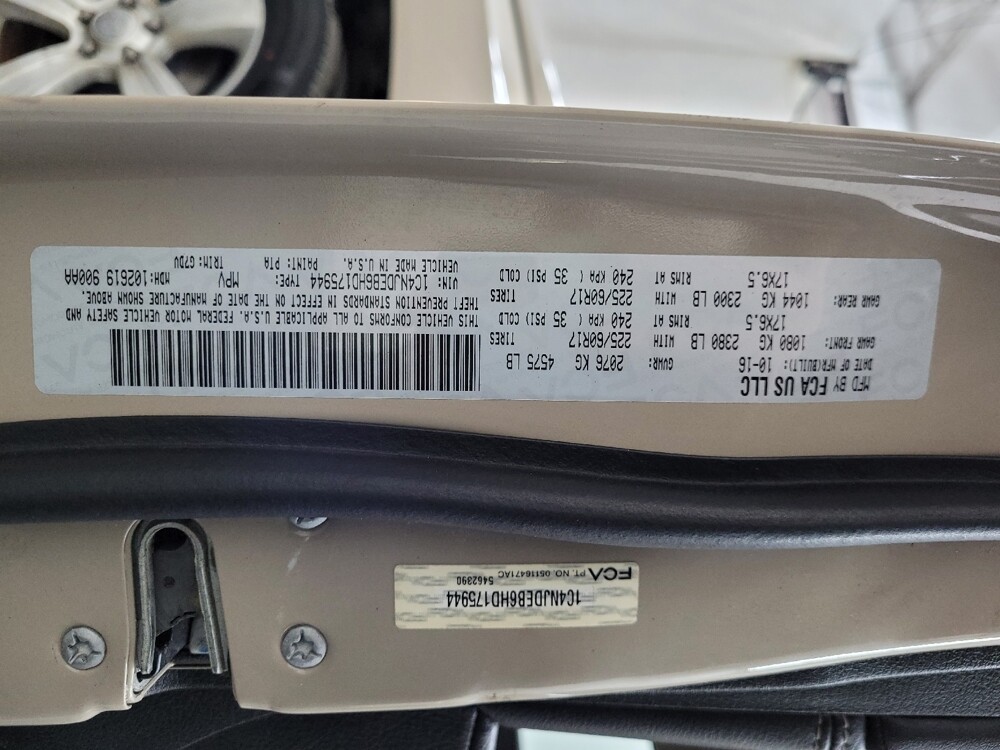 MFD BY FCA US LLC
DATE OF MFR(BUILT): 10-16 GVWR: 2076 KG 4575 LB
GAWR FRONT: 1080 KG 2380 LB WITH 225/60R17 TIRES
17X6.5 RIMS AT 240 KPA ( 35 PSI) COLD
GAWR REAR: 1044 KG 2300 LB WITH 225/60R17 TIRES
17X6.5 RIMS AT 240 KPA ( 35 PSI) COLD
THIS VEHICLE CONFORMS TO ALL APPLICABLE U.S.A. FEDERAL MOTOR VEHICLE SAFETY AND
THEFT PREVENTION STANDARDS IN EFFECT ON THE DATE OF MANUFACTURE SHOWN ABOVE.
VIN: 1C4NJDEB6HD175944 TYPE: MPV MDH:102619 900AA
VEHICLE MADE IN U.S.A. PAINT: PTA TRIM: G7DV
1C4NJDEB6HD175944
FCA PT. NO. 05116471AC
5462390